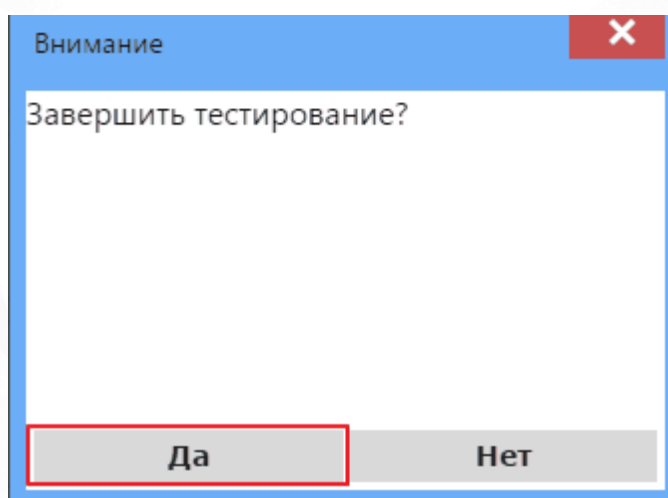 Внимание
Завершить тестирование?
Да Нет